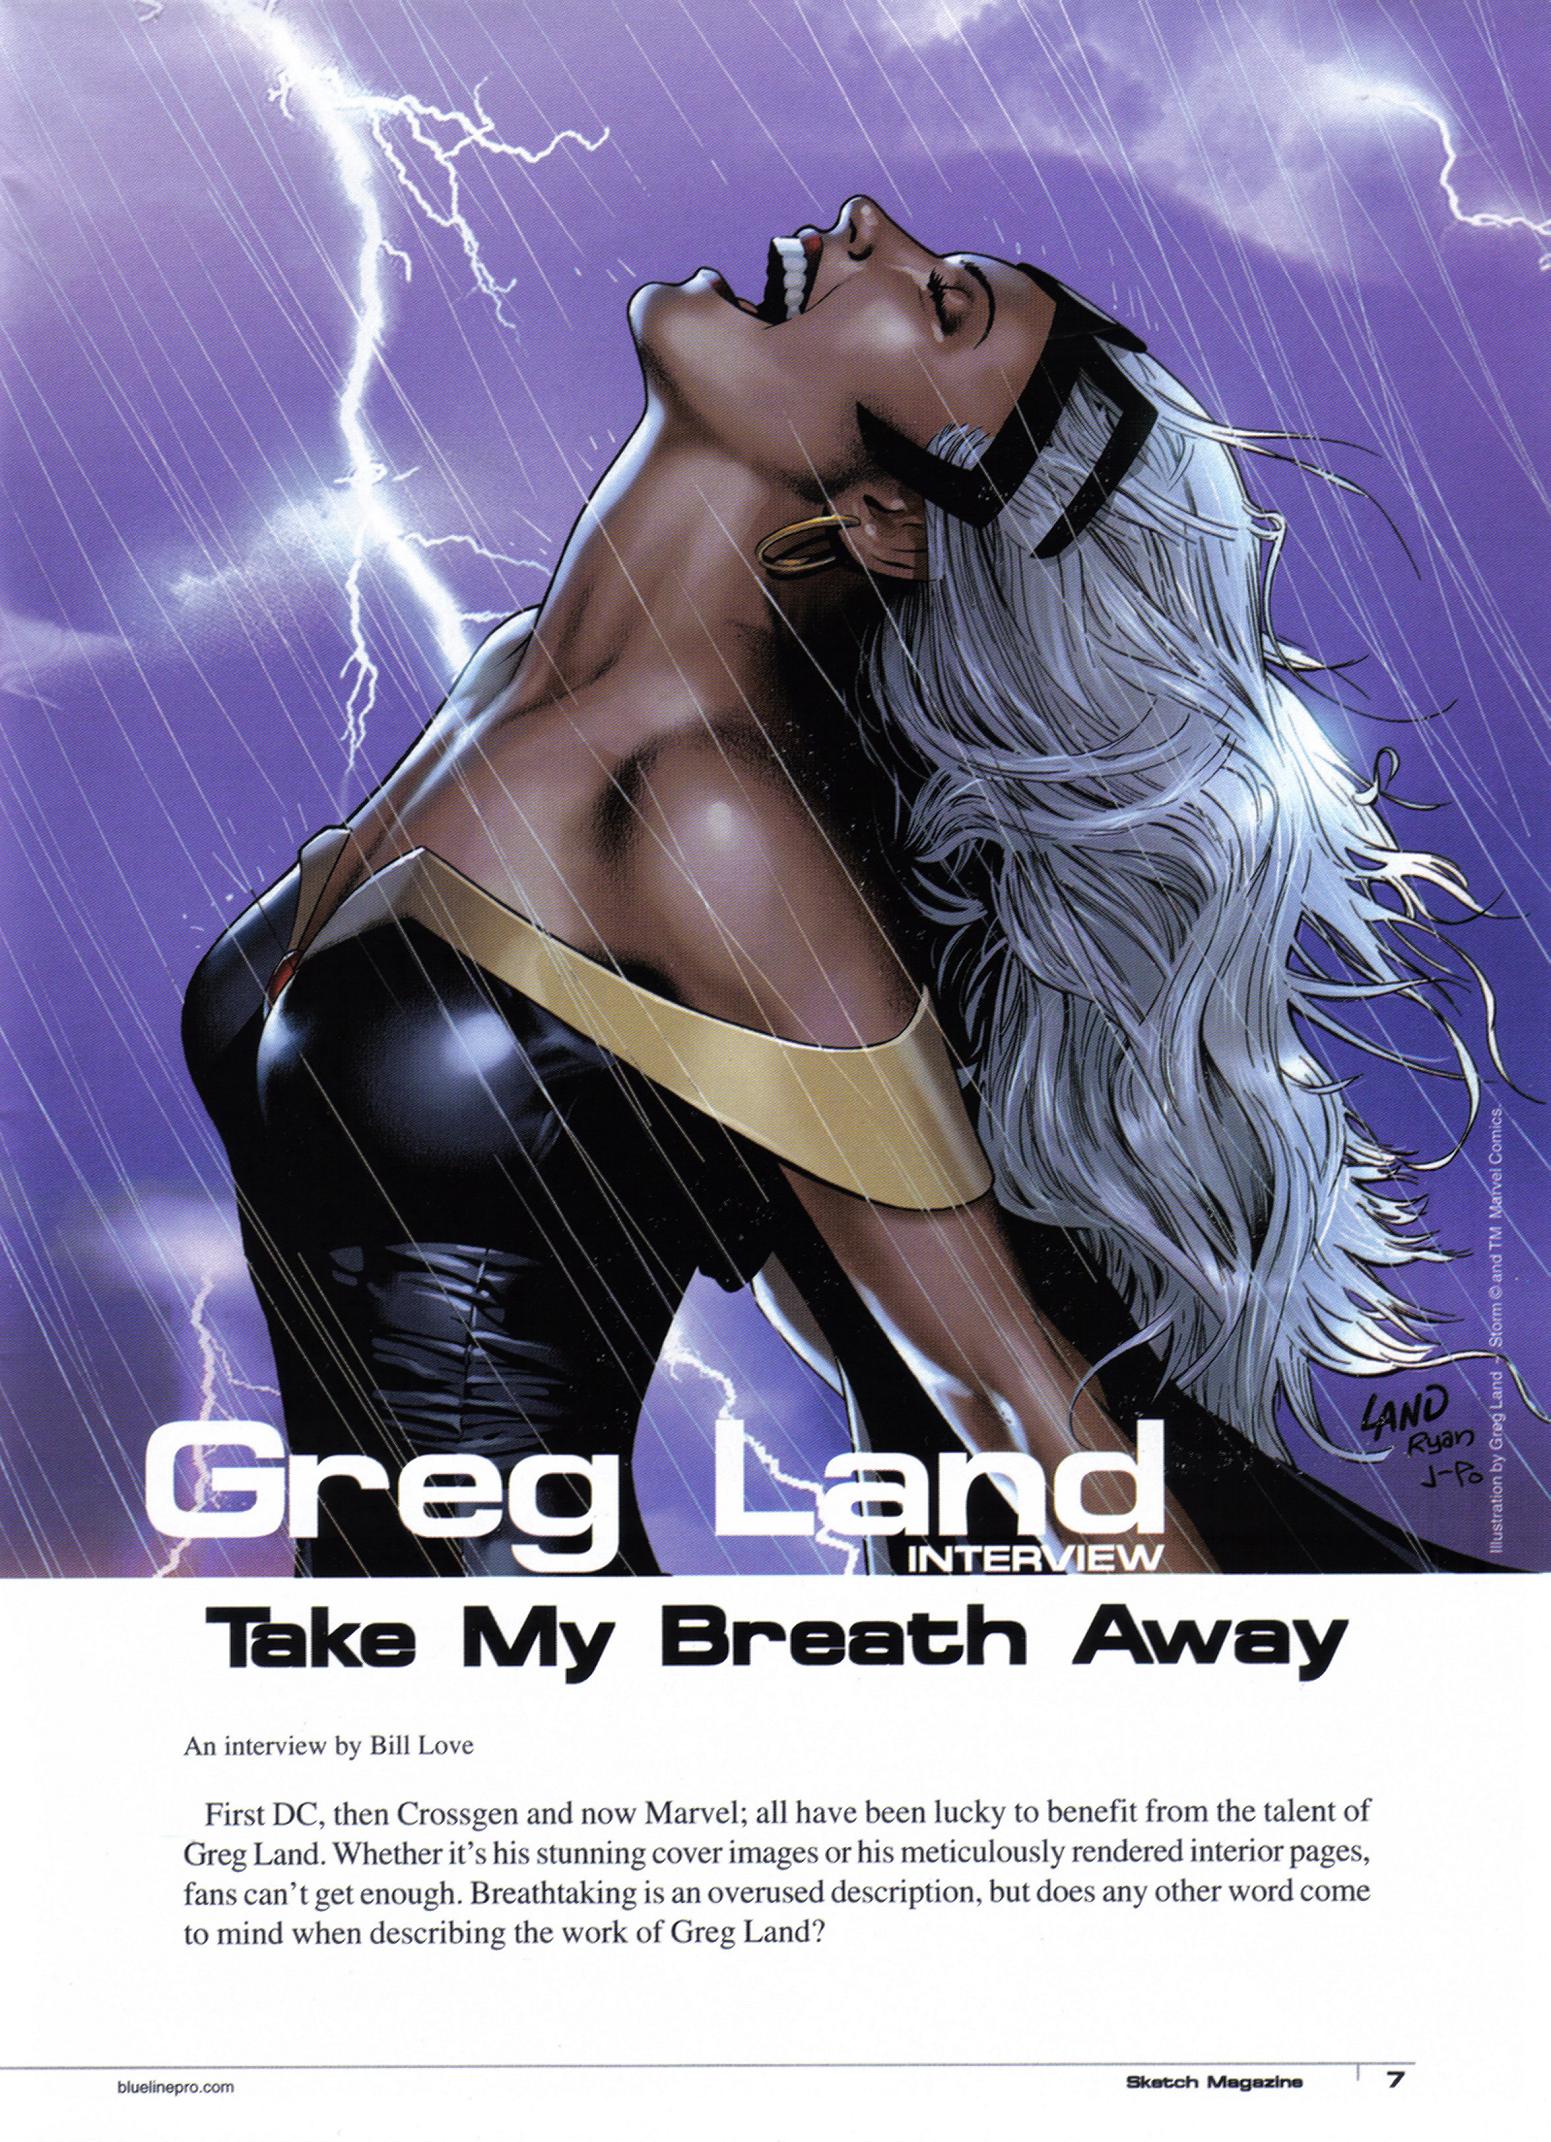 LAND
Ryan
J-Po
Illustration by Greg Land ~ Storm © and TM Marvel Comics.
Greg Land
INTERVIEW
Take My Breath Away
An interview by Bill Love
First DC, then Crossgen and now Marvel; all have been lucky to benefit from the talent of
Greg Land. Whether it's his stunning cover images or his meticulously rendered interior pages,
fans can't get enough. Breathtaking is an overused description, but does any other word come
to mind when describing the work of Greg Land?
bluelinepro.com
Sketch Magazine
7